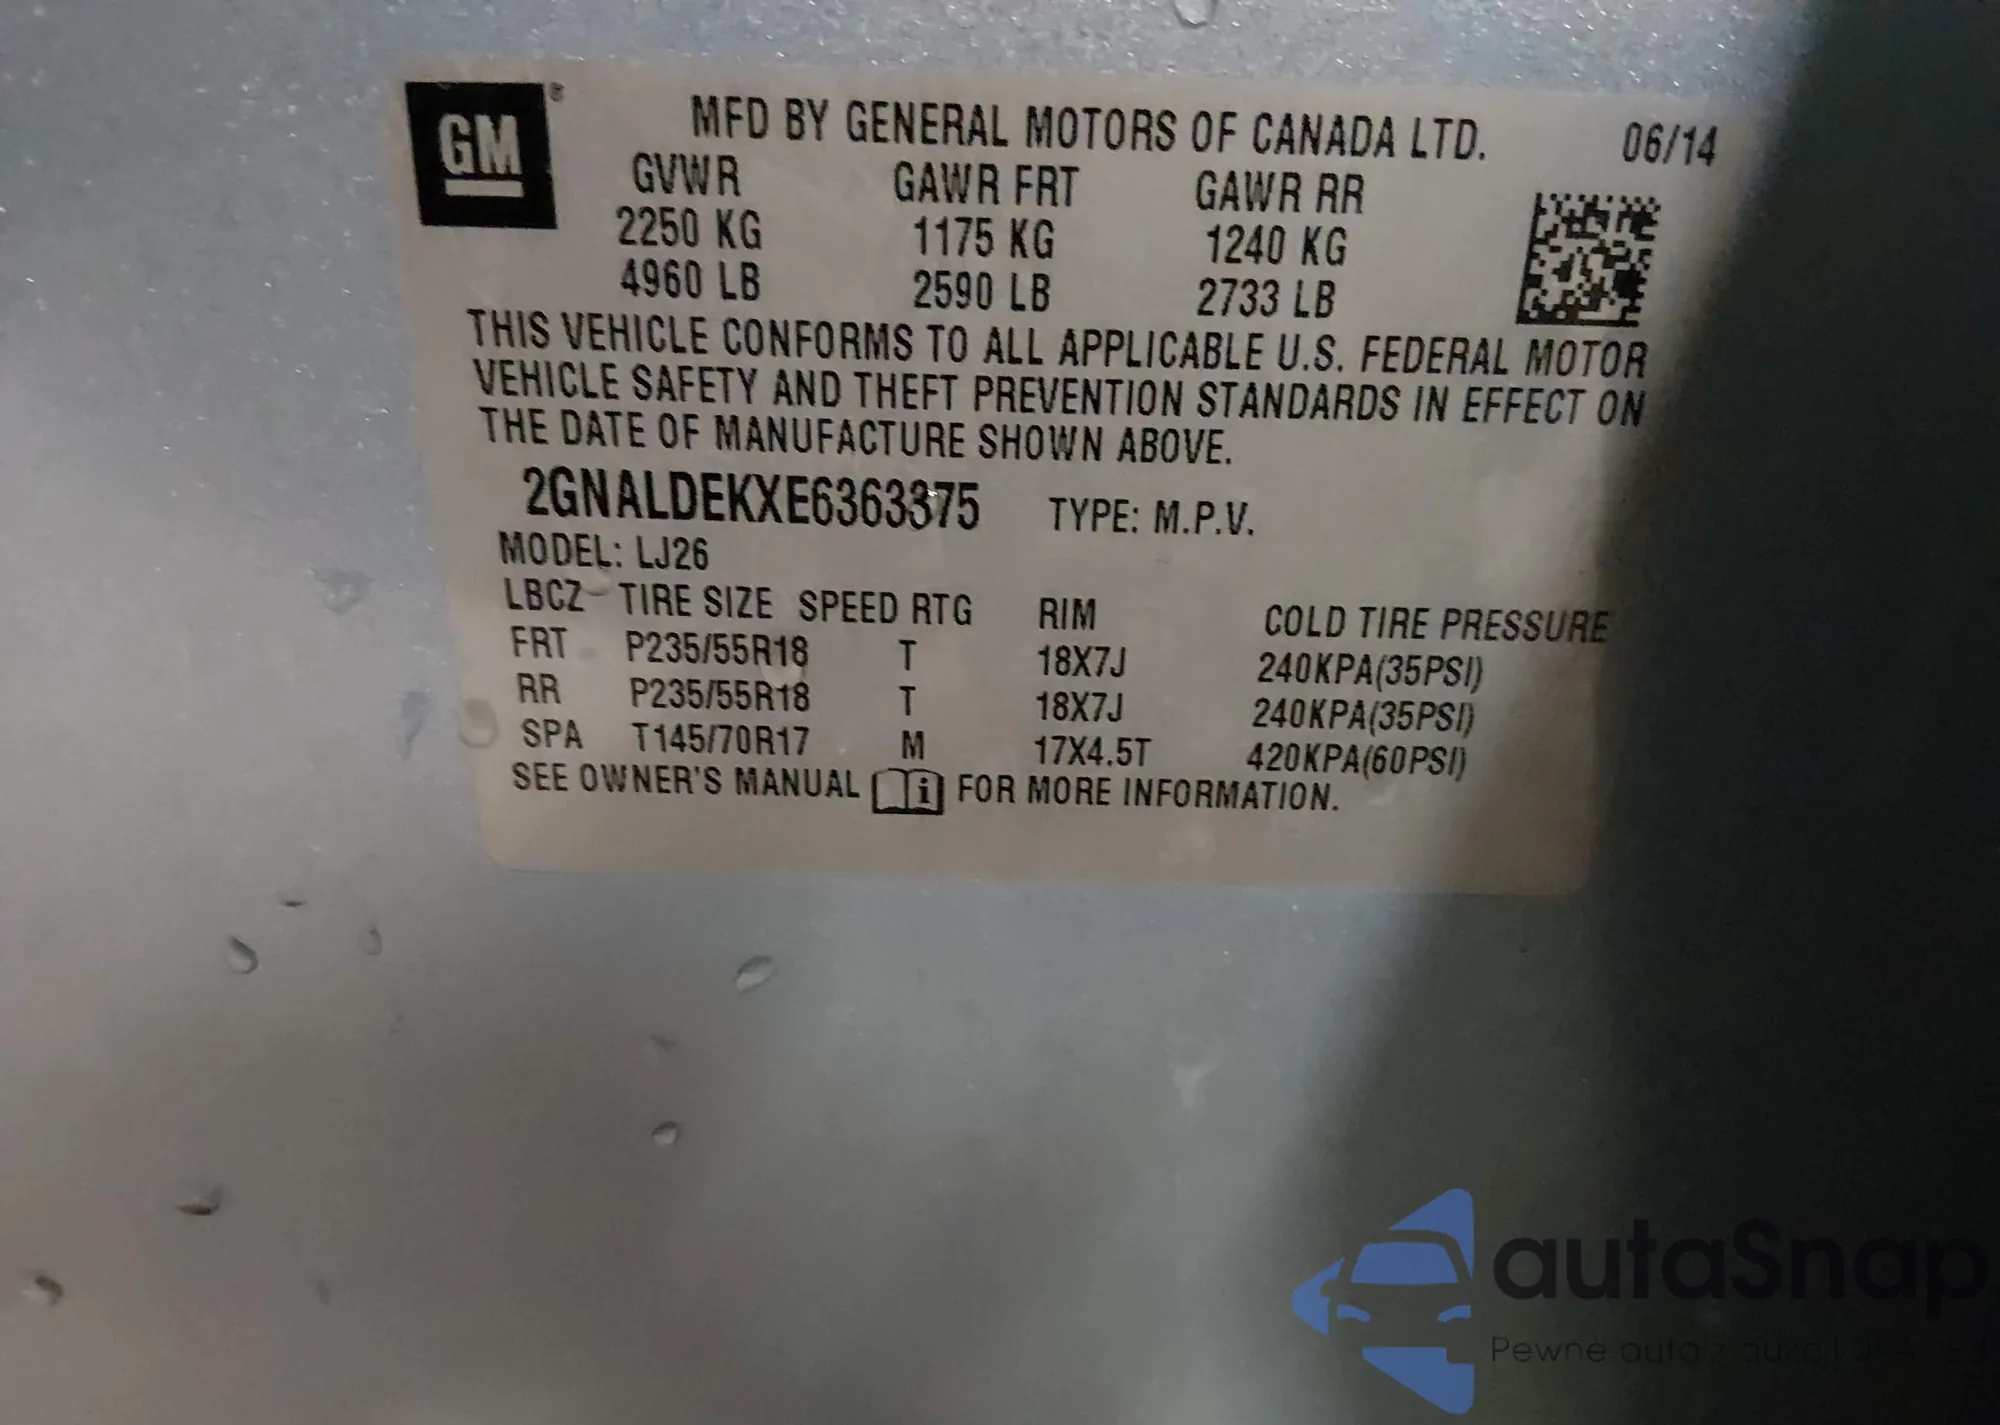 GM ®
MFD BY GENERAL MOTORS OF CANADA LTD. 06/14
GVWR GAWR FRT GAWR RR
2250 KG 1175 KG 1240 KG
4960 LB 2590 LB 2733 LB
THIS VEHICLE CONFORMS TO ALL APPLICABLE U.S. FEDERAL MOTOR
VEHICLE SAFETY AND THEFT PREVENTION STANDARDS IN EFFECT ON
THE DATE OF MANUFACTURE SHOWN ABOVE.
2GNALDEKXE6363375 TYPE: M.P.V.
MODEL: LJ26
LBCZ TIRE SIZE SPEED RTG RIM COLD TIRE PRESSURE
FRT P235/55R18 T 18X7J 240KPA(35PSI)
RR P235/55R18 T 18X7J 240KPA(35PSI)
SPA T145/70R17 M 17X4.5T 420KPA(60PSI)
SEE OWNER'S MANUAL i FOR MORE INFORMATION.
autaSnap
Pewne auta z